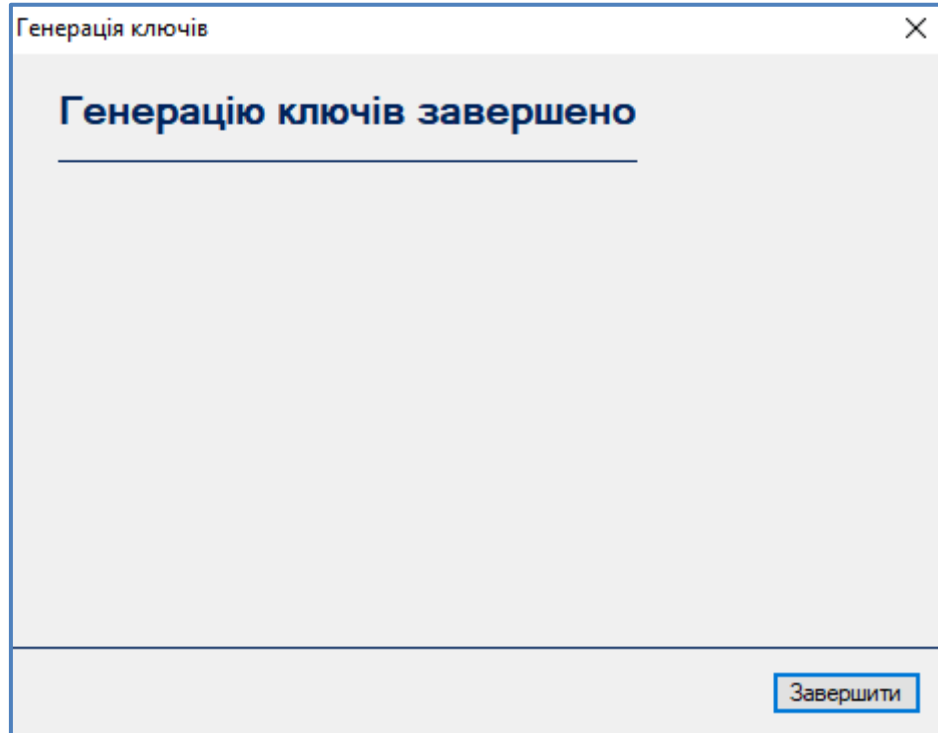 Генерація ключів
Генерацію ключів завершено
Завершити